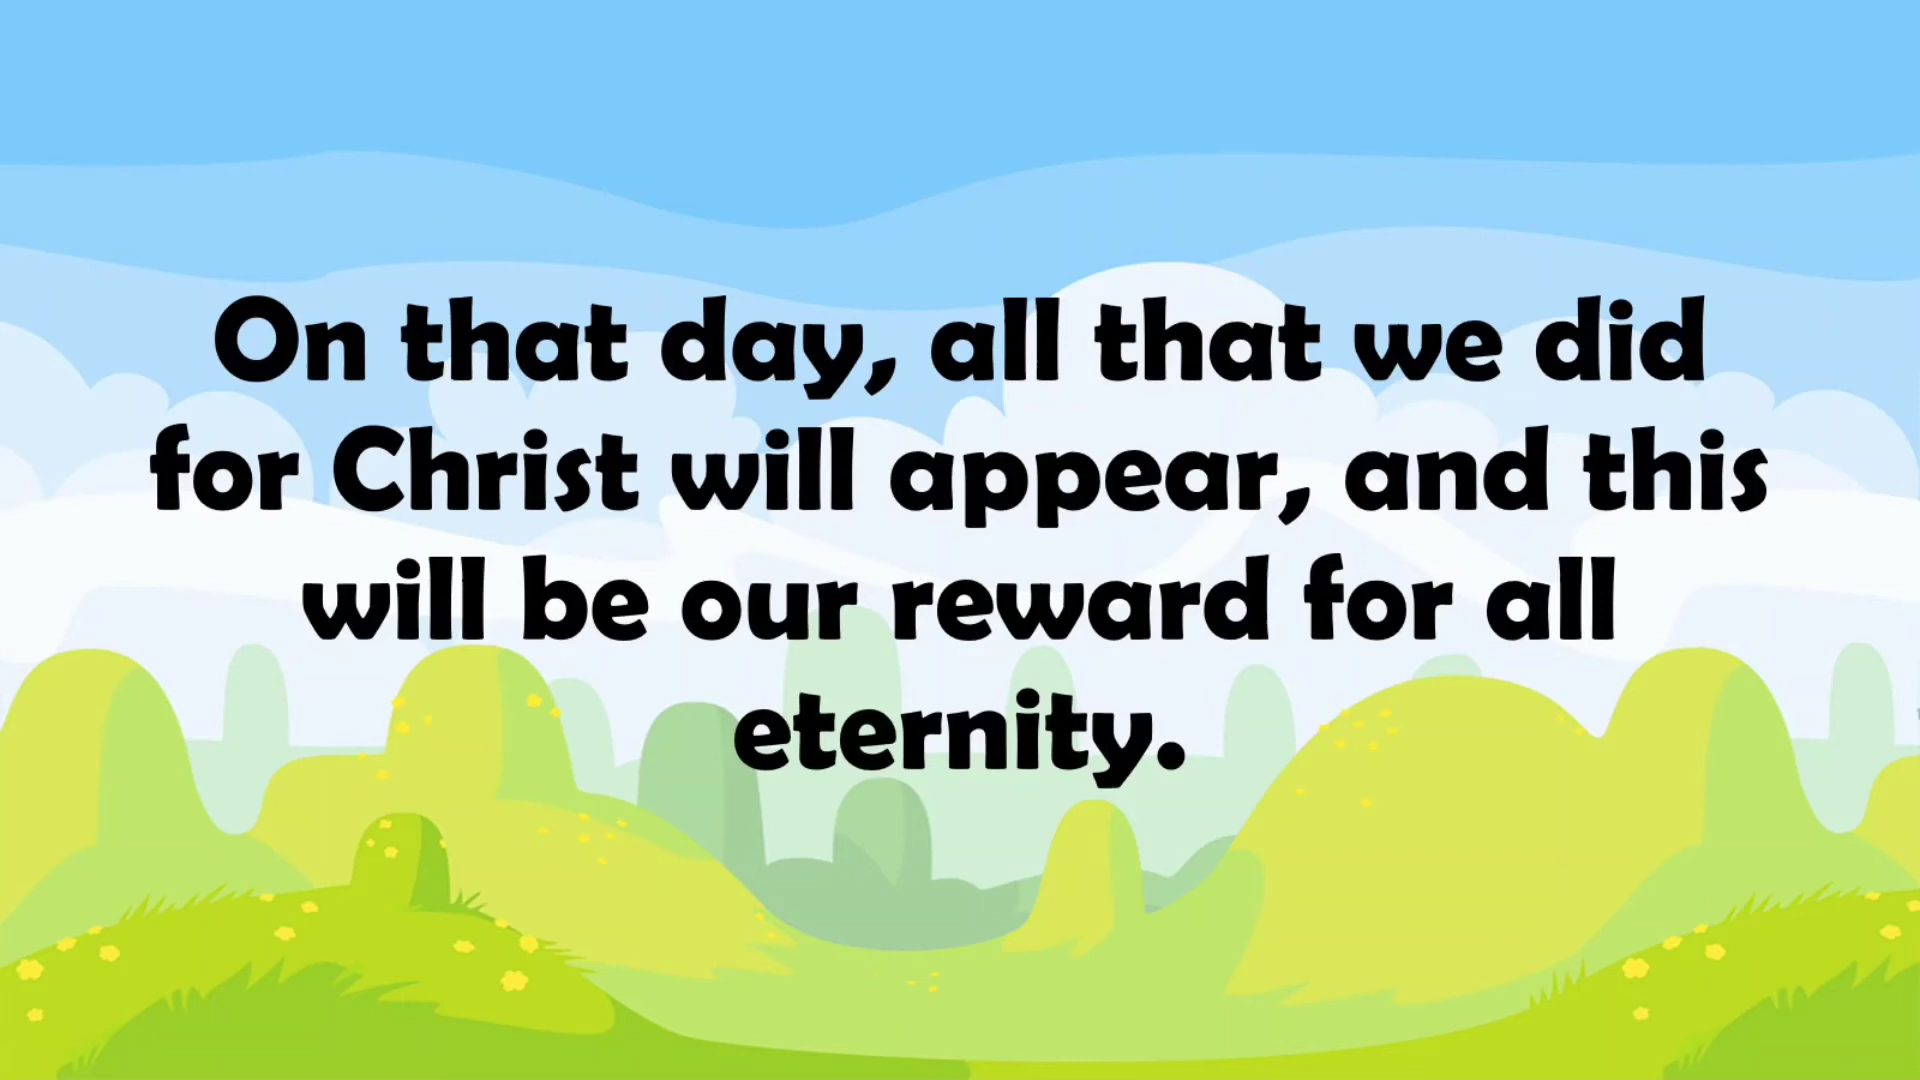 On that day, all that we did
for Christ will appear, and this
will be our reward for all
eternity.